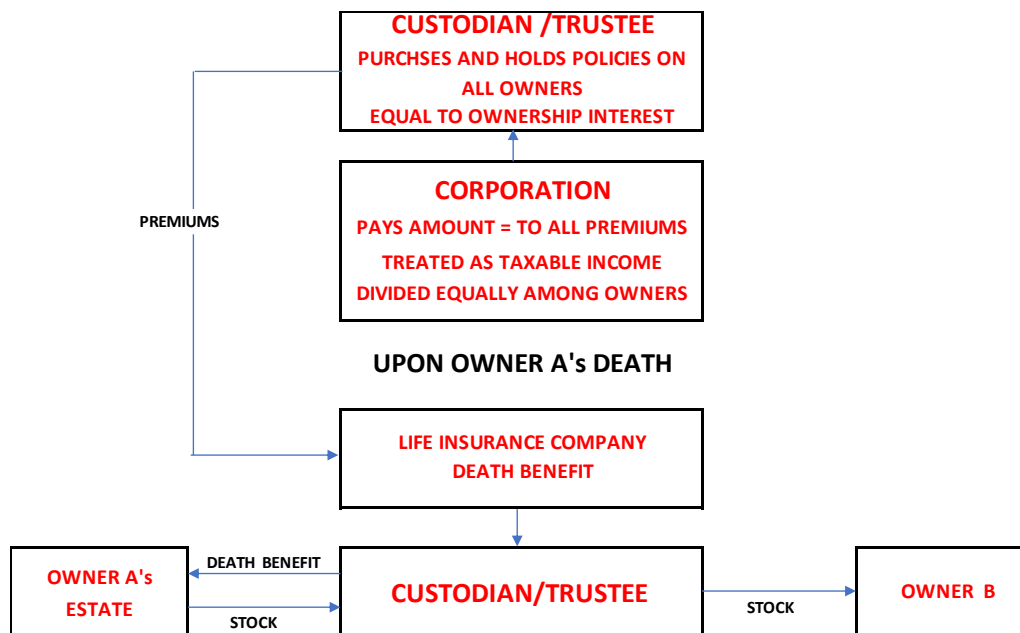 CUSTODIAN /TRUSTEE
PURCHSES AND HOLDS POLICIES ON
ALL OWNERS
EQUAL TO OWNERSHIP INTEREST
CORPORATION
PAYS AMOUNT = TO ALL PREMIUMS
TREATED AS TAXABLE INCOME
DIVIDED EQUALLY AMONG OWNERS
PREMIUMS
UPON OWNER A's DEATH
LIFE INSURANCE COMPANY
DEATH BENEFIT
OWNER A's
ESTATE
DEATH BENEFIT
STOCK
CUSTODIAN/TRUSTEE
STOCK
OWNER B